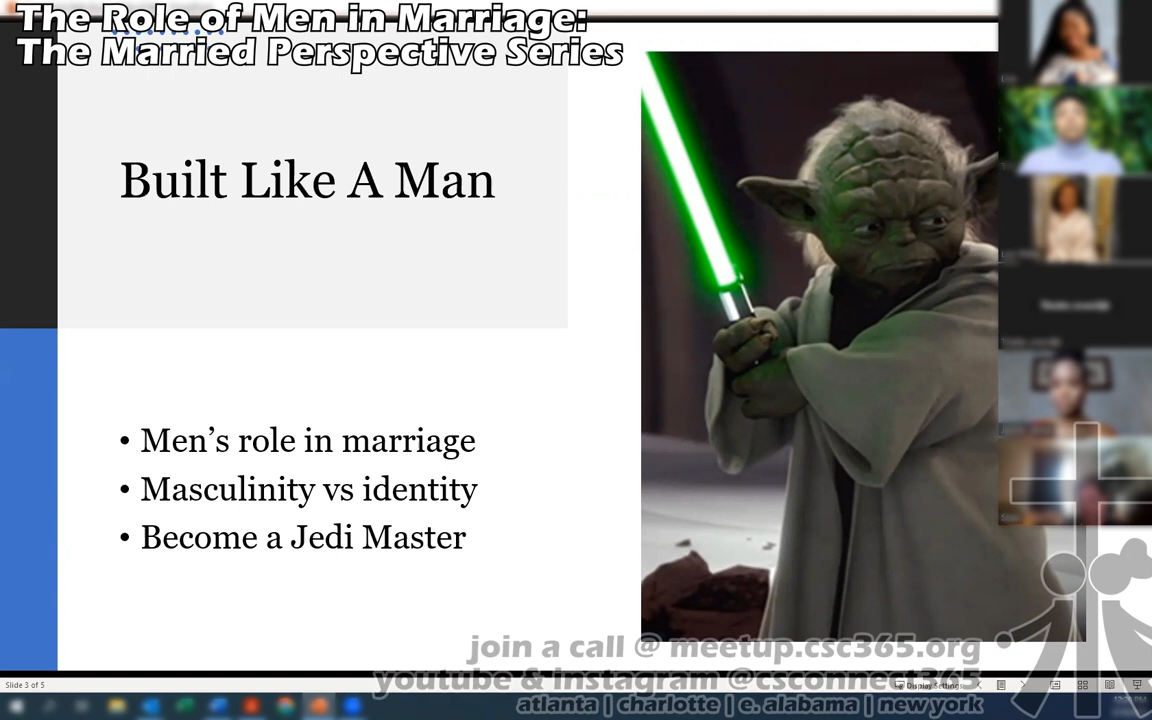 The Role of Men in Marriage:
The Married Perspective Series
Built Like A Man
• Men's role in marriage
• Masculinity vs identity
• Become a Jedi Master
join a call @ meetup.csc365.org
youtube & instagram @csconnect365
Slide 3 of 5
Display Settings
atlanta | charlotte | e. alabama | new york